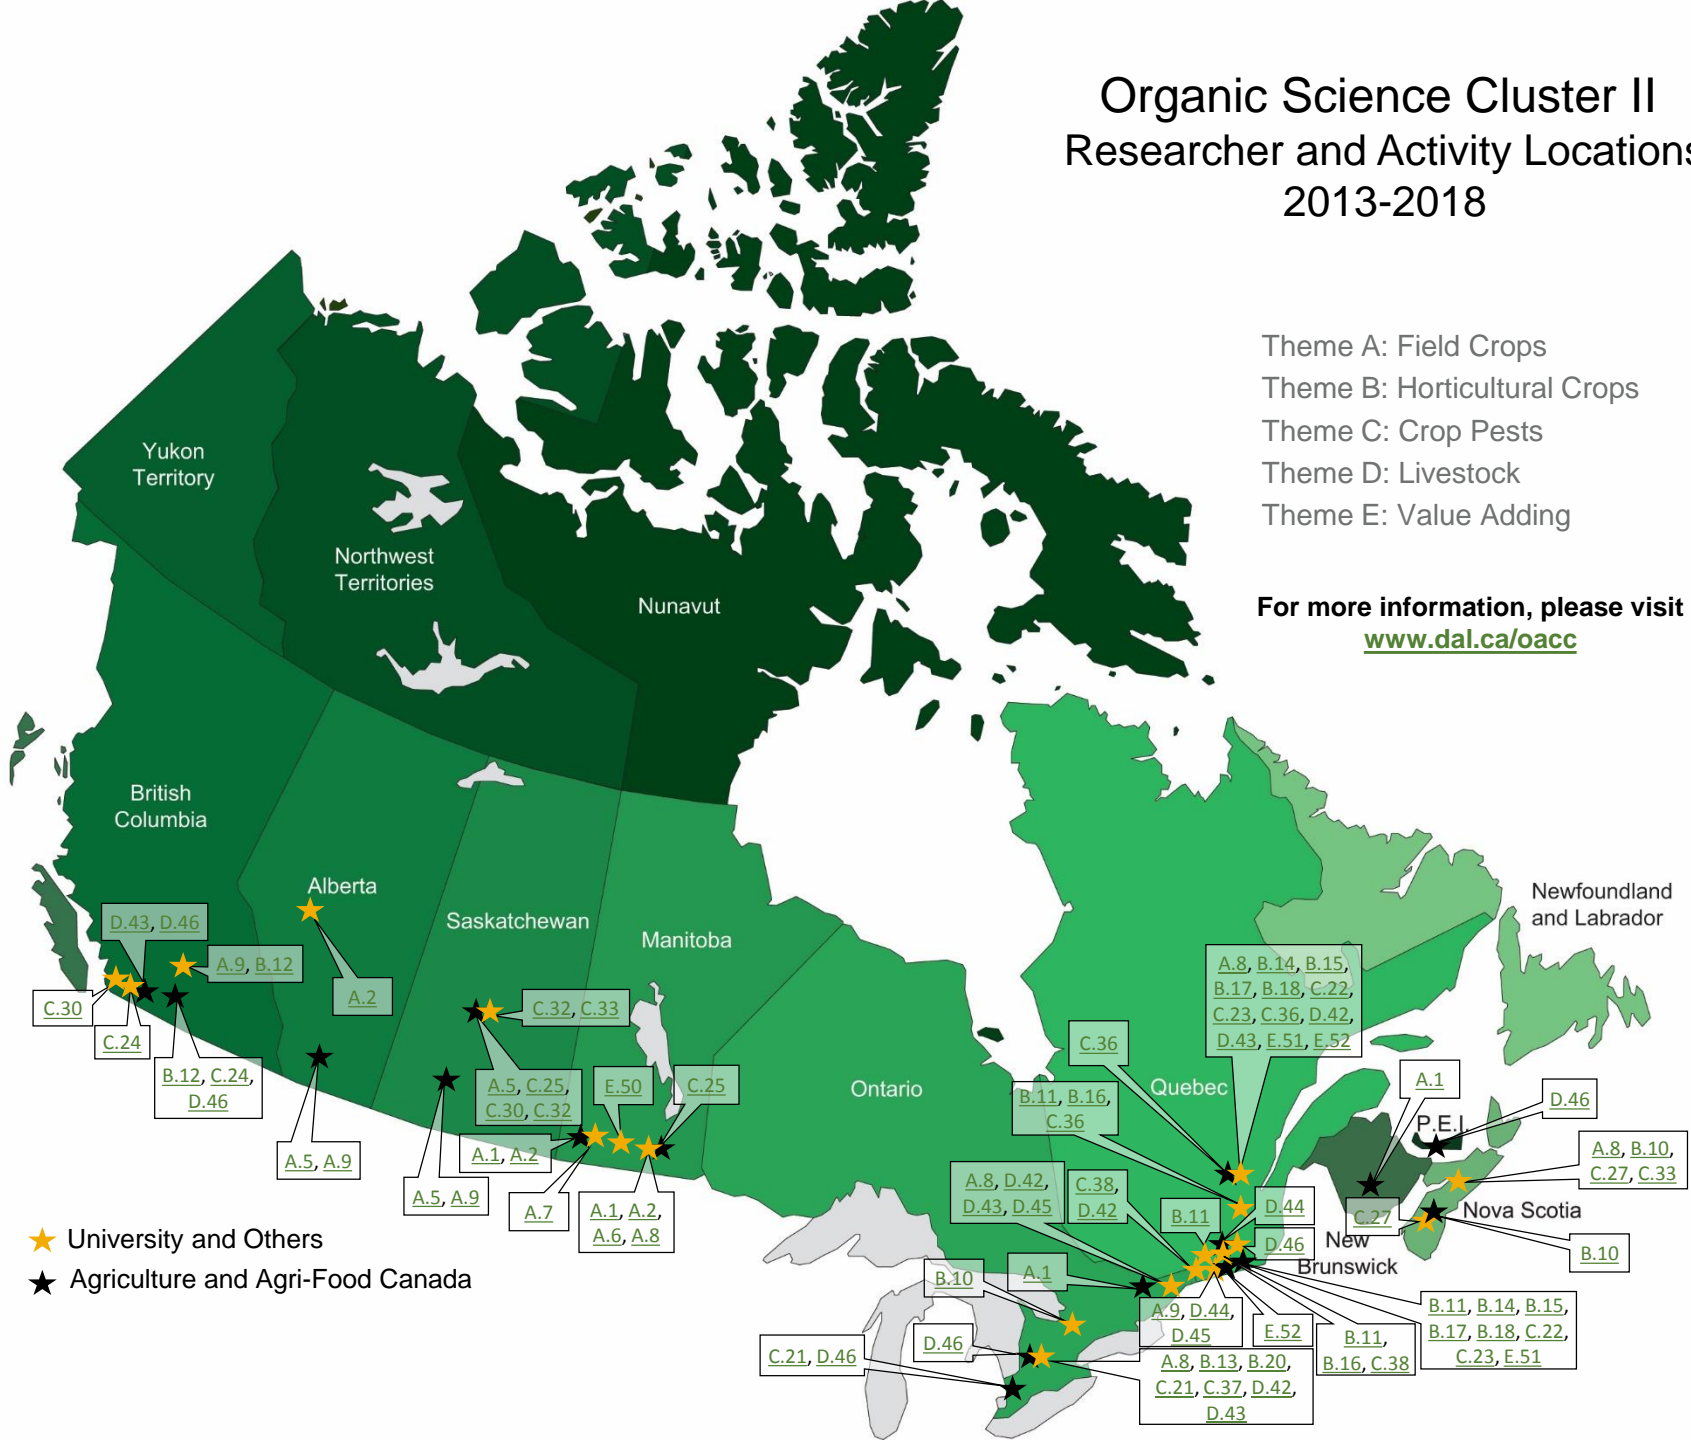 Organic Science Cluster II
Researcher and Activity Locations
2013-2018
Theme A: Field Crops
Theme B: Horticultural Crops
Theme C: Crop Pests
Theme D: Livestock
Theme E: Value Adding
For more information, please visit
www.dal.ca/oacc
Yukon
Territory
Northwest
Territories
Nunavut
British
Columbia
Alberta
Saskatchewan
Manitoba
Ontario
Quebec
Newfoundland
and Labrador
P.E.I.
Nova Scotia
New
Brunswick
D.43, D.46
A.9, B.12
C.30
C.24
B.12, C.24,
D.46
A.2
A.5, A.9
C.32, C.33
A.5, C.25,
C.30, C.32
A.5, A.9
A.1, A.2
A.7
E.50
C.25
A.1, A.2,
A.6, A.8
A.8, B.14, B.15,
B.17, B.18, C.22,
C.23, C.36, D.42,
D.43, E.51, E.52
C.36
B.11, B.16,
C.36
A.8, D.42,
D.43, D.45
C.38,
D.42
B.11
D.44
D.46
A.1
B.10
D.46
C.21, D.46
A.9, D.44,
D.45
E.52
B.11,
B.16, C.38
B.11, B.14, B.15,
B.17, B.18, C.22,
C.23, E.51
A.8, B.13, B.20,
C.21, C.37, D.42,
D.43
A.1
D.46
A.8, B.10,
C.27, C.33
C.27
B.10
University and Others
Agriculture and Agri-Food Canada